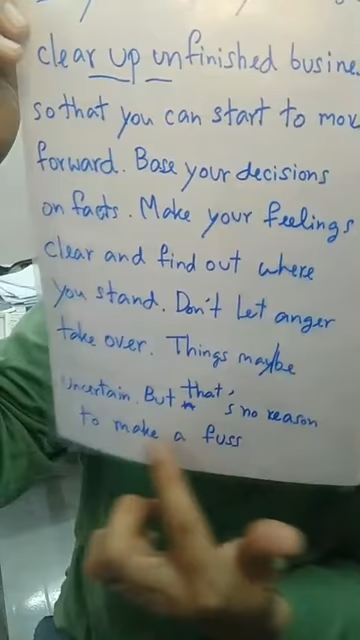 clear up unfinished busine
so that you can start to mov
forward. Base your decisions
on facts. Make your feelings
clear and find out where
you stand. Don't let anger
take over. Things maybe
uncertain. But that's no reason
to make a fuss